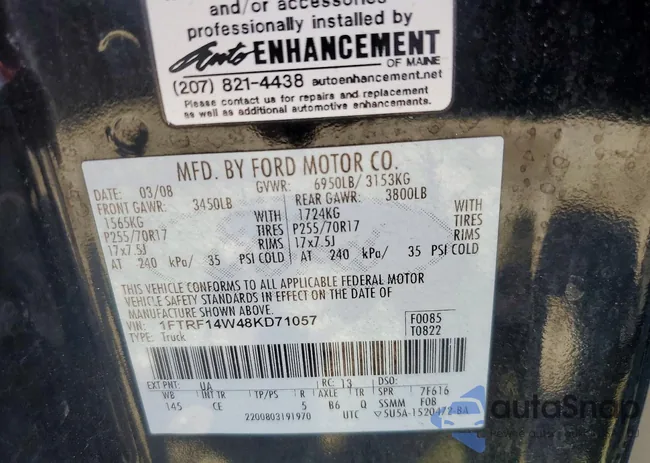 and/or accessories
professionally installed by
Auto ENHANCEMENT
OF MAINE
(207) 821-4438 autoenhancement.net
Please contact us for repairs and replacement
as well as additional automotive enhancements.
MFD. BY FORD MOTOR CO.
DATE: 03/08 GVWR: 6950LB/ 3153KG
FRONT GAWR: 3450LB REAR GAWR: 3800LB
1565KG WITH 1724KG WITH
P255/70R17 TIRES P255/70R17 TIRES
17x7.5J RIMS 17x7.5J RIMS
AT 240 kPa/ 35 PSI COLD AT 240 kPa/ 35 PSI COLD
THIS VEHICLE CONFORMS TO ALL APPLICABLE FEDERAL MOTOR
VEHICLE SAFETY STANDARDS IN EFFECT ON THE DATE OF
MANUFACTURE SHOWN ABOVE.
VIN: 1FTRF14W48KD71057 F0085
TYPE: Truck T0822
EXT PNT: UA RC: 13 DSO:
WB INT TR TP/PS R AXLE TR SPR 7F616
145 CE 5 B6 Q SSMM F08
2200803191970 UTC 5U5A-1520472-BA
autoSnap